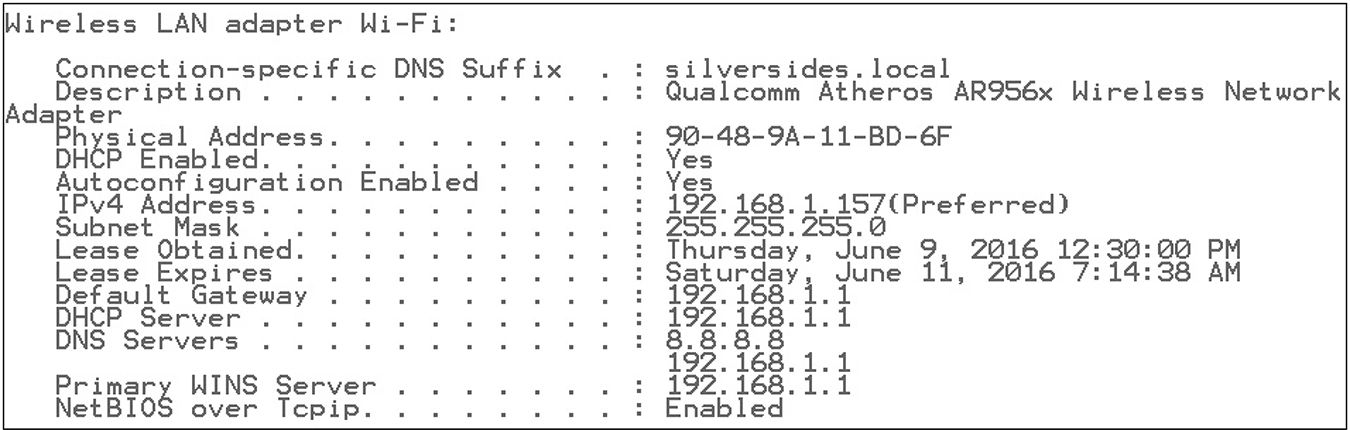 Wireless LAN adapter Wi-Fi:
Connection-specific DNS Suffix . : silversides.local
Description . . . . . . . . . . . : Qualcomm Atheros AR956x Wireless Network
Adapter
Physical Address. . . . . . . . . : 90-48-9A-11-BD-6F
DHCP Enabled. . . . . . . . . . . : Yes
Autoconfiguration Enabled . . . . : Yes
IPv4 Address. . . . . . . . . . . : 192.168.1.157(Preferred)
Subnet Mask . . . . . . . . . . . : 255.255.255.0
Lease Obtained. . . . . . . . . . : Thursday, June 9, 2016 12:30:00 PM
Lease Expires . . . . . . . . . . : Saturday, June 11, 2016 7:14:38 AM
Default Gateway . . . . . . . . . : 192.168.1.1
DHCP Server . . . . . . . . . . . : 192.168.1.1
DNS Servers . . . . . . . . . . . : 8.8.8.8
192.168.1.1
Primary WINS Server . . . . . . . : 192.168.1.1
NetBIOS over Tcpip. . . . . . . . : Enabled